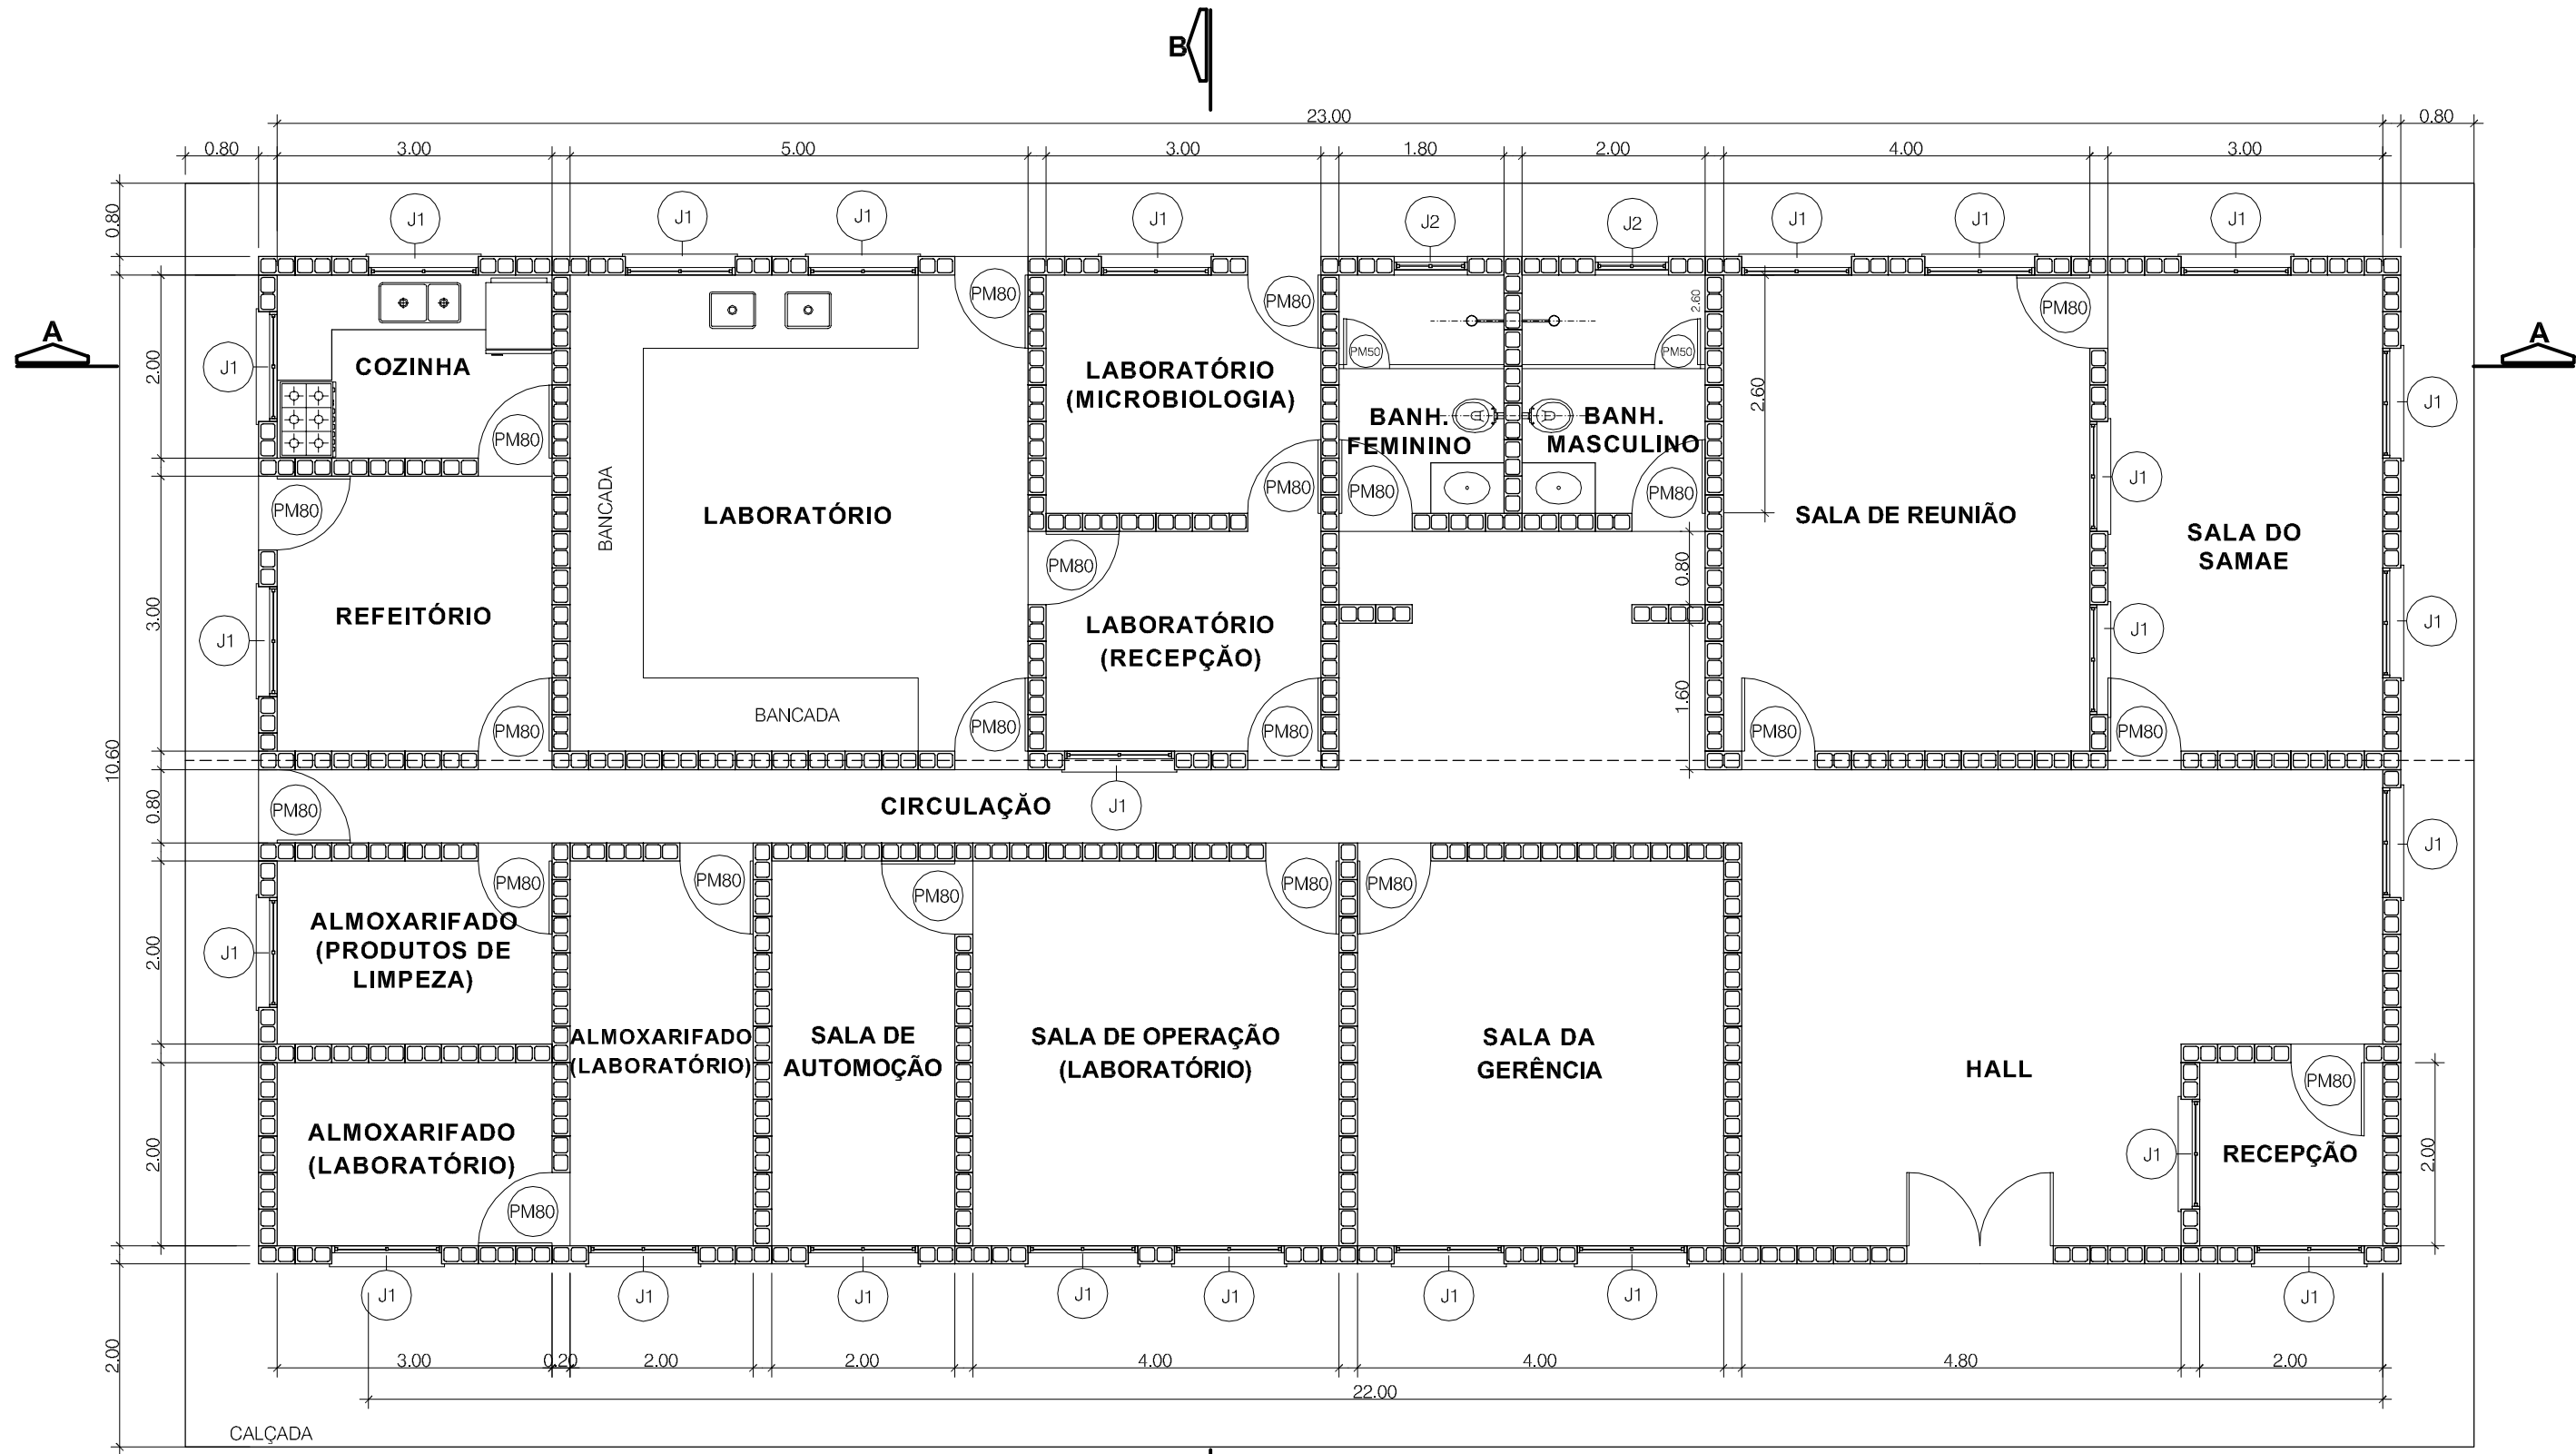 B
23.00
0.80
0.80
3.00
5.00
3.00
1.80
2.00
4.00
3.00
0.80
J1
J1
J1
J1
J2
J2
J1
J1
J1
PM80
PM80
PM80
2.60
A
A
2.00
J1
COZINHA
LABORATÓRIO
(MICROBIOLOGIA)
PM50
PM50
2.60
J1
PM80
BANH.
FEMININO
BANH.
MASCULINO
PM80
PM80
PM80
J1
PM80
BANCADA
LABORATÓRIO
SALA DE REUNIÃO
SALA DO
SAMAE
PM80
0.80
3.00
REFEITÓRIO
J1
LABORATÓRIO
(RECEPÇÃO)
J1
J1
1.60
PM80
BANCADA
PM80
PM80
PM80
PM80
10.60
0.80
PM80
CIRCULAÇÃO
J1
J1
PM80
PM80
PM80
PM80
PM80
2.00
J1
ALMOXARIFADO
(PRODUTOS DE
LIMPEZA)
ALMOXARIFADO
(LABORATÓRIO)
SALA DE
AUTOMOÇÃO
SALA DE OPERAÇÃO
(LABORATÓRIO)
SALA DA
GERÊNCIA
HALL
PM80
2.00
ALMOXARIFADO
(LABORATÓRIO)
PM80
J1
RECEPÇÃO
2.00
J1
J1
J1
J1
J1
J1
J1
J1
2.00
3.00
0.20
2.00
2.00
4.00
4.00
4.80
2.00
22.00
CALÇADA